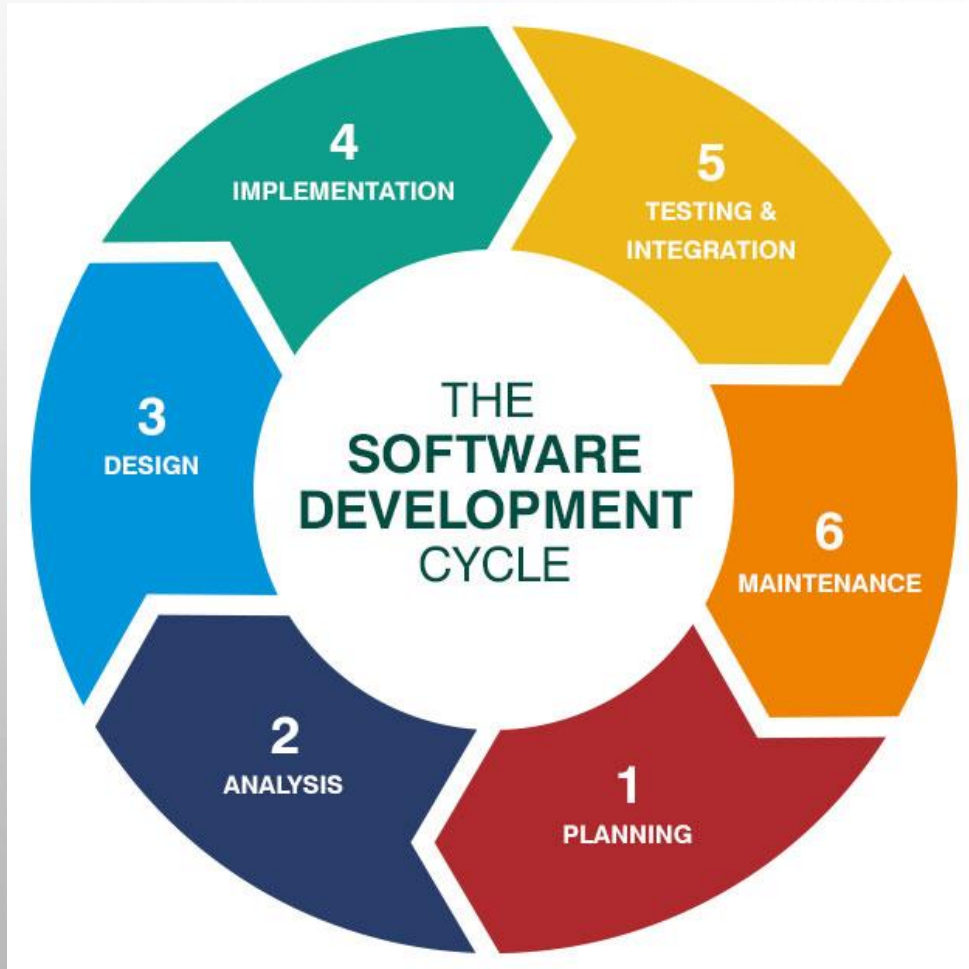 THE
SOFTWARE
DEVELOPMENT
CYCLE
1
PLANNING
2
ANALYSIS
3
DESIGN
4
IMPLEMENTATION
5
TESTING &
INTEGRATION
6
MAINTENANCE